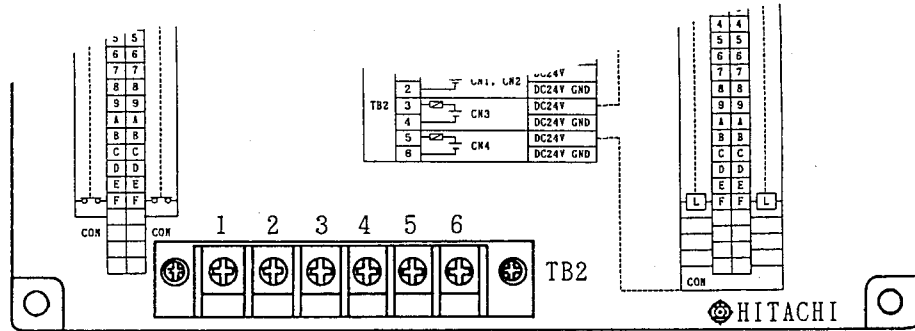 4 4
5 5
6 6
7 7
8 8
9 9
A A
B B
C C
D D
E E
F F
L L
CON
5 5
6 6
7 7
8 8
9 9
A A
B B
C C
D D
E E
F F
CON CON
TB2
DC24V
2 CN1, CN2 DC24V GND
3 DC24V
4 CN3 DC24V GND
5 DC24V
6 CN4 DC24V GND
1 2 3 4 5 6
TB2
HITACHI